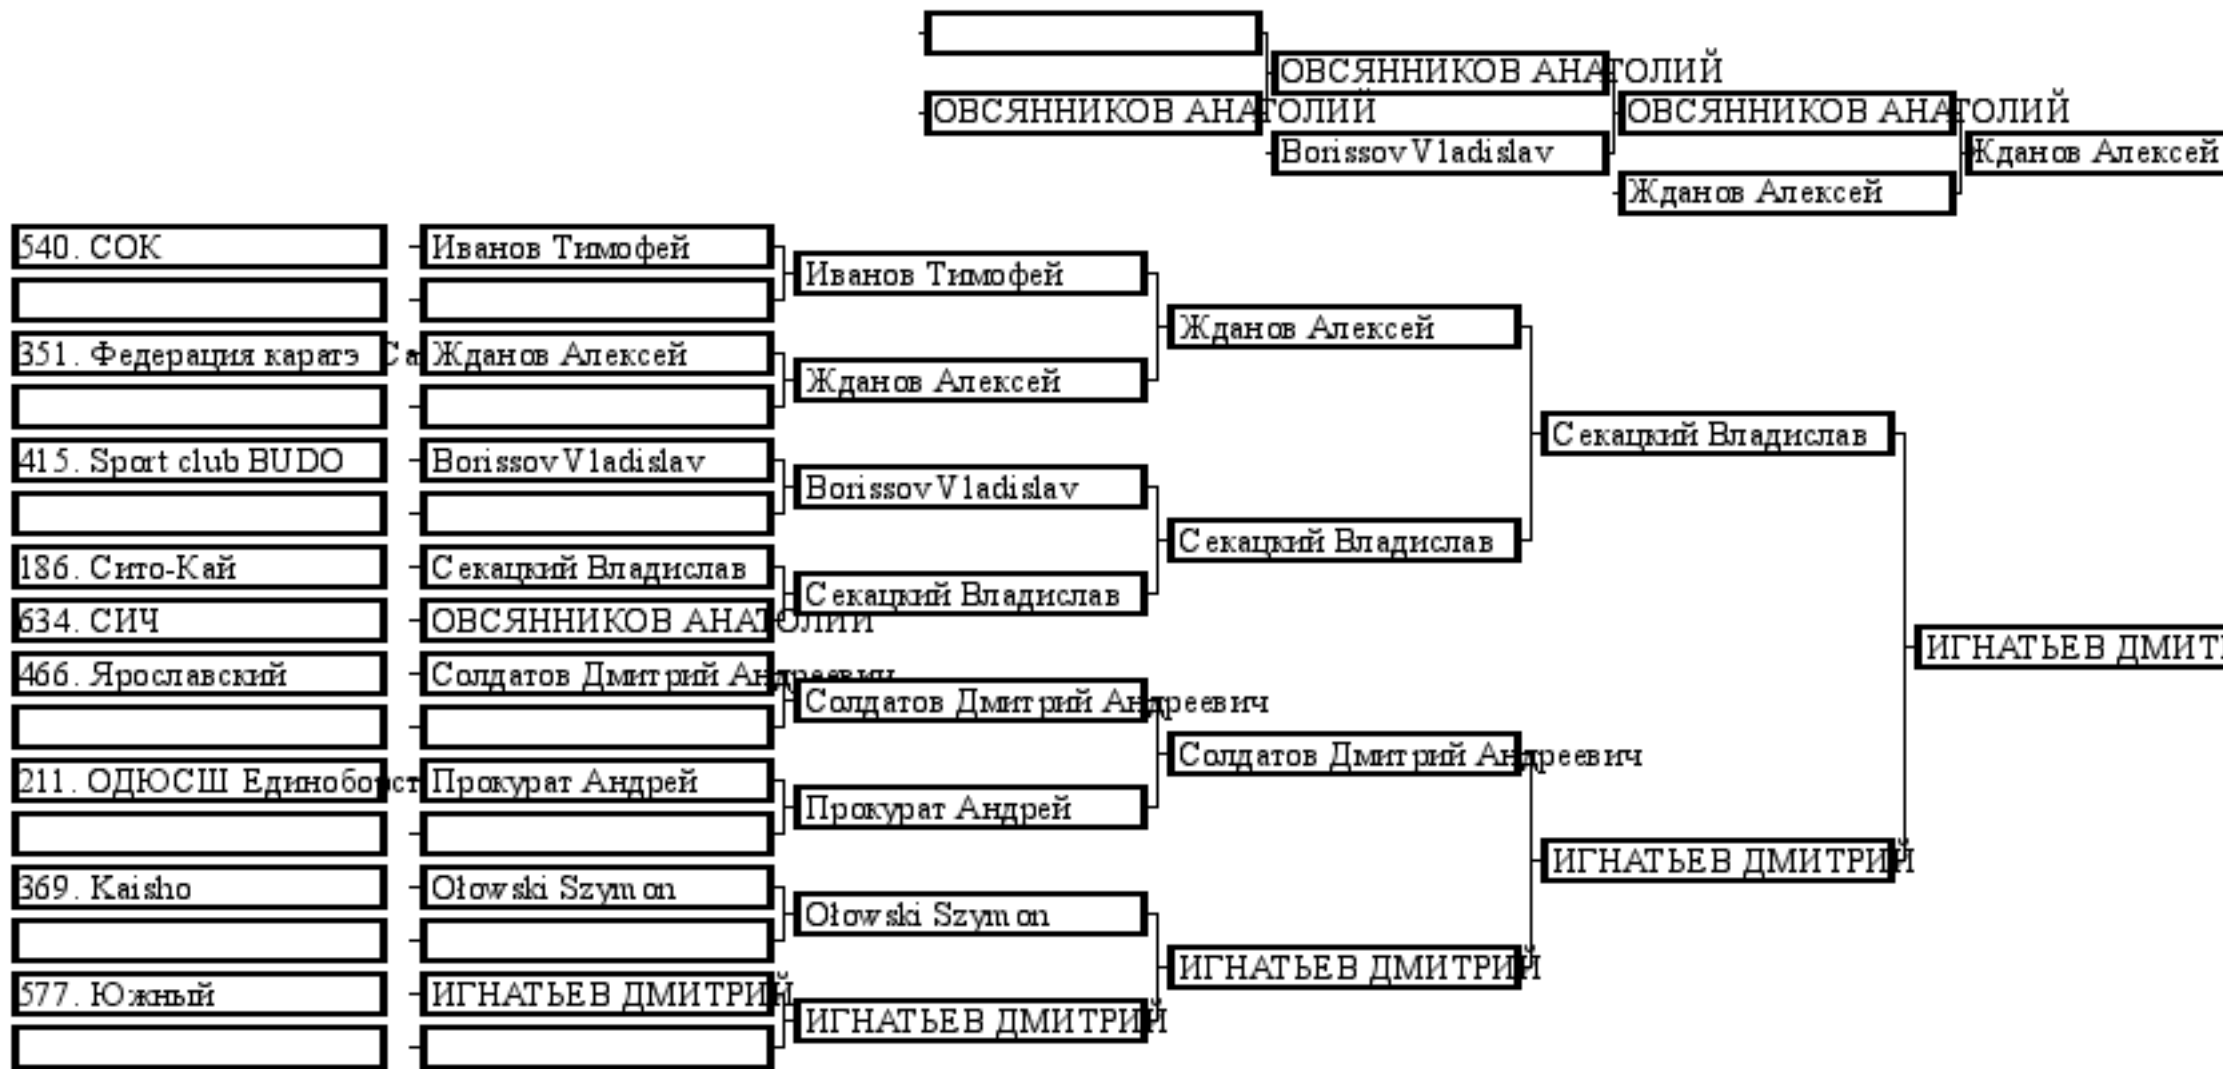 ОВСЯННИКОВ АНАТОЛИЙ
ОВСЯННИКОВ АНАТОЛИЙ
ОВСЯННИКОВ АНАТОЛИЙ
Borissov Vladislav
Жданов Алексей
Жданов Алексей
540. СОК
Иванов Тимофей
Иванов Тимофей
Жданов Алексей
351. Федерация каратэ Са
Жданов Алексей
Жданов Алексей
Секацкий Владислав
415. Sport club BUDO
Borissov Vladislav
Borissov Vladislav
Секацкий Владислав
186. Сито-Кай
Секацкий Владислав
Секацкий Владислав
634. СИЧ
ОВСЯННИКОВ АНАТОЛИЙ
ИГНАТЬЕВ ДМИТ
466. Ярославский
Солдатов Дмитрий Андреевич
Солдатов Дмитрий Андреевич
Солдатов Дмитрий Андреевич
211. ОДЮСШ Единоборст
Прокурат Андрей
Прокурат Андрей
ИГНАТЬЕВ ДМИТРИЙ
369. Kaisho
Ołowski Szymon
Ołowski Szymon
ИГНАТЬЕВ ДМИТРИЙ
577. Южный
ИГНАТЬЕВ ДМИТРИЙ
ИГНАТЬЕВ ДМИТРИЙ